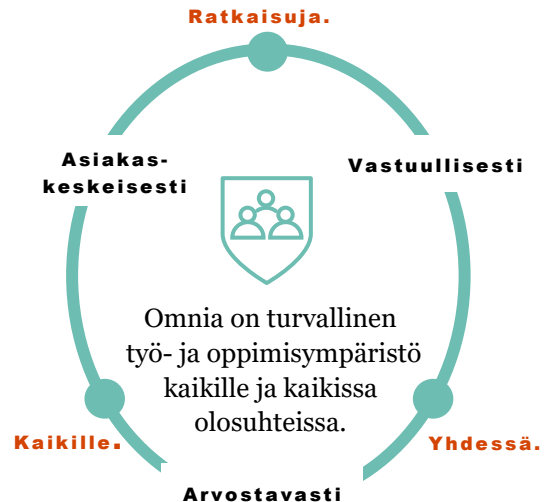 Ratkaisuja.
Asiakas-
keskeisesti
Vastuullisesti
Omnia on turvallinen
työ- ja oppimisympäristö
kaikille ja kaikissa
olosuhteissa.
Kaikille.
Yhdessä.
Arvostavasti